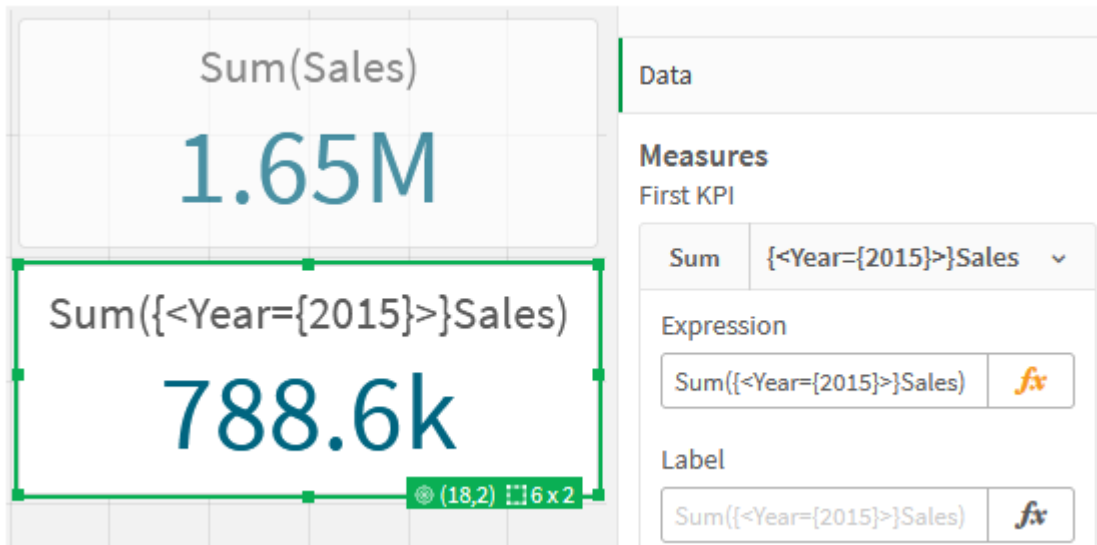 Sum(Sales)
1.65M
Sum({<Year={2015}>}Sales)
788.6k
(18,2) 6 x 2
Data
Measures
First KPI
Sum {<Year={2015}>}Sales
Expression
Sum({<Year={2015}>}Sales) fx
Label
Sum({<Year={2015}>}Sales) fx